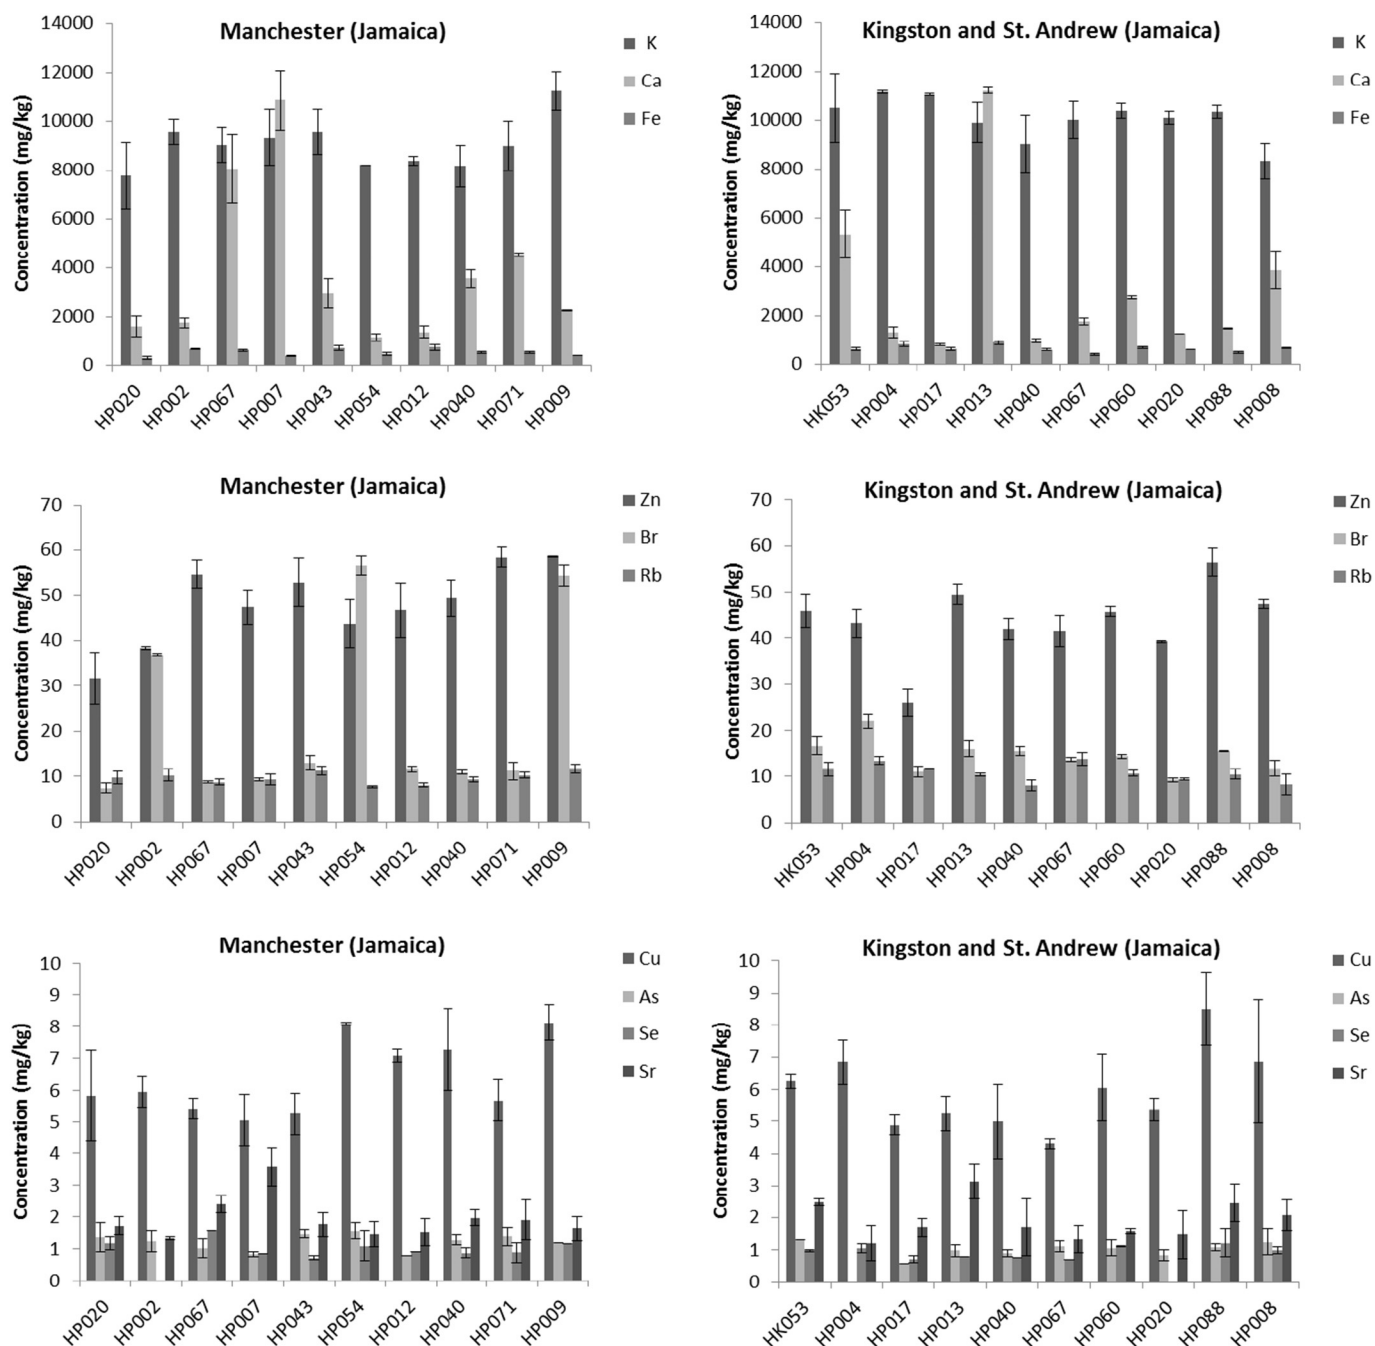 Manchester (Jamaica)
K
Ca
Fe
Concentration (mg/kg)
14000
12000
10000
8000
6000
4000
2000
0
HP020 HP002 HP067 HP007 HP043 HP054 HP012 HP040 HP071 HP009
Kingston and St. Andrew (Jamaica)
K
Ca
Fe
Concentration (mg/kg)
14000
12000
10000
8000
6000
4000
2000
0
HK053 HP004 HP017 HP013 HP040 HP067 HP060 HP020 HP088 HP008
Manchester (Jamaica)
Zn
Br
Rb
Concentration (mg/kg)
70
60
50
40
30
20
10
0
HP020 HP002 HP067 HP007 HP043 HP054 HP012 HP040 HP071 HP009
Kingston and St. Andrew (Jamaica)
Zn
Br
Rb
Concentration (mg/kg)
70
60
50
40
30
20
10
0
HK053 HP004 HP017 HP013 HP040 HP067 HP060 HP020 HP088 HP008
Manchester (Jamaica)
Cu
As
Se
Sr
Concentration (mg/kg)
10
9
8
7
6
5
4
3
2
1
0
HP020 HP002 HP067 HP007 HP043 HP054 HP012 HP040 HP071 HP009
Kingston and St. Andrew (Jamaica)
Cu
As
Se
Sr
Concentration (mg/kg)
10
9
8
7
6
5
4
3
2
1
0
HK053 HP004 HP017 HP013 HP040 HP067 HP060 HP020 HP088 HP008